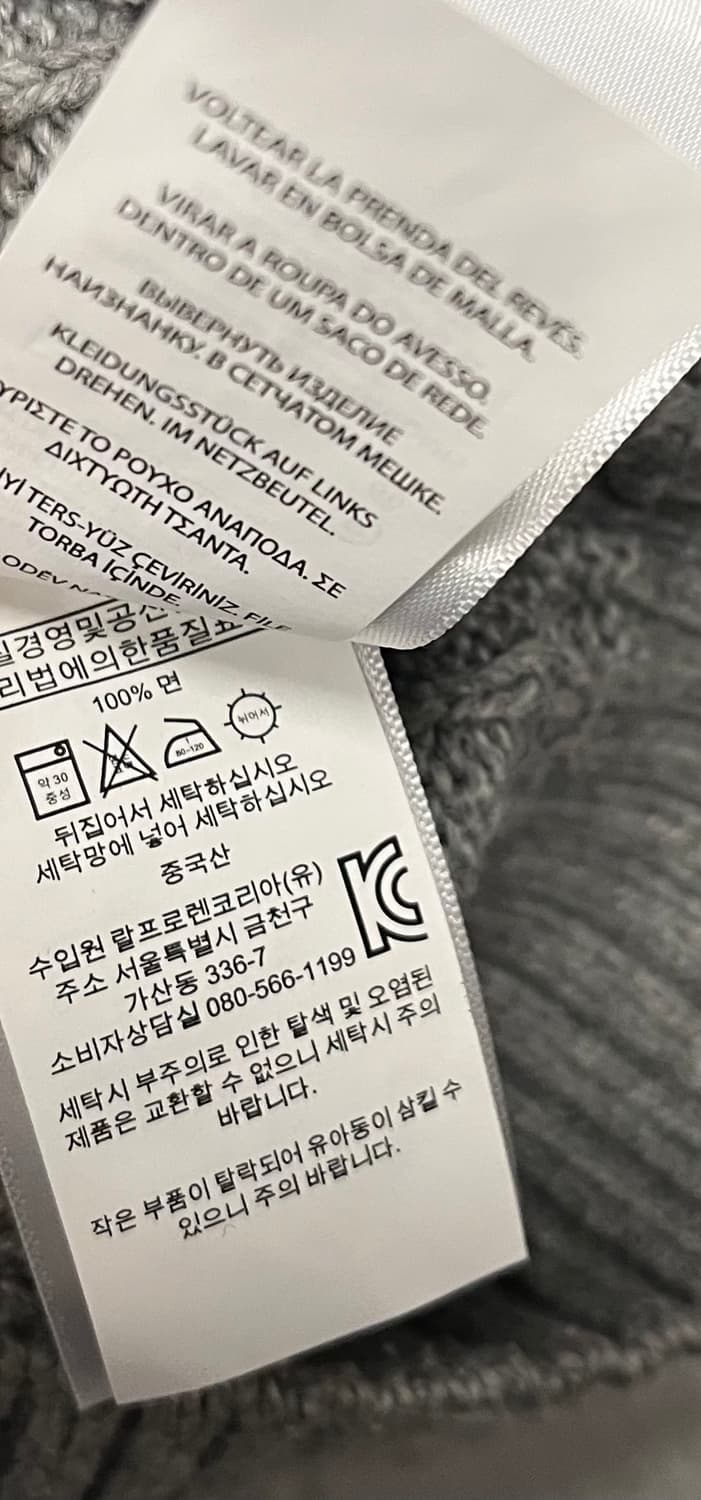 VOLTEAR LA PRENDA DEL REVÉS.
LAVAR EN BOLSA DE MALLA.
VIRAR A ROUPA DO AVESSO.
DENTRO DE UM SACO DE REDE.
ВЫВЕРНУТЬ ИЗДЕЛИЕ
НАИЗНАНКУ. В СЕТЧАТОМ МЕШКЕ.
KLEIDUNGSSTÜCK AUF LINKS
DREHEN. IM NETZBEUTEL.
ΤΟ ΡΟΥΧΟ ΑΝΑΠΟΔΑ. ΣΕ
ΔΙΧΤΥΩΤΗ ΤΣΑΝΤΑ.
TERS-YÜZ ÇEVİRİNİZ. FILE
TORBA İÇİNDE.
리법에의한품질표
100% 면
약 30
중성
80~120
뉘어서
뒤집어서 세탁하십시오
세탁망에 넣어 세탁하십시오
중국산
수입원 랄프로렌코리아(유)
주소 서울특별시 금천구
가산동 336-7
소비자상담실 080-566-1199
세탁시 부주의로 인한 탈색 및 오염된
제품은 교환할 수 없으니 세탁시 주의
바랍니다.
작은 부품이 탈락되어 유아동이 삼킬 수
있으니 주의 바랍니다.